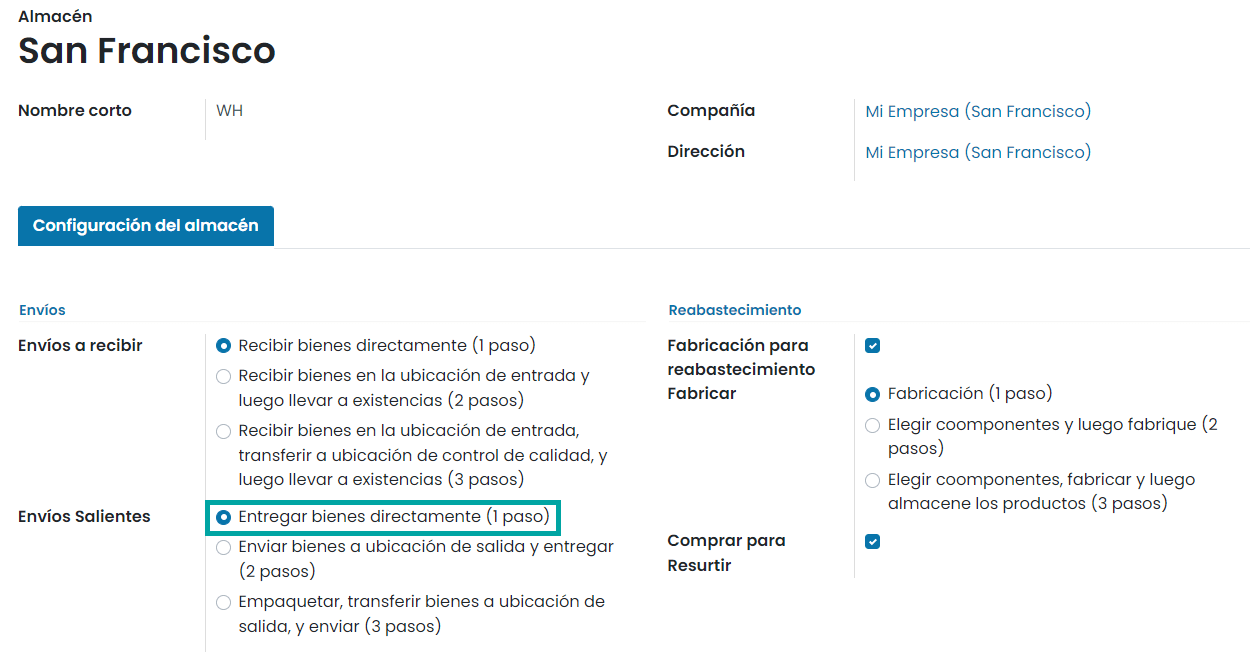 Almacén
San Francisco
Nombre corto
WH
Compañía
Mi Empresa (San Francisco)
Dirección
Mi Empresa (San Francisco)
Configuración del almacén
Envíos
Envíos a recibir
Recibir bienes directamente (1 paso)
Recibir bienes en la ubicación de entrada y
luego llevar a existencias (2 pasos)
Recibir bienes en la ubicación de entrada,
transferir a ubicación de control de calidad, y
luego llevar a existencias (3 pasos)
Envíos Salientes
Entregar bienes directamente (1 paso)
Enviar bienes a ubicación de salida y entregar
(2 pasos)
Empaquetar, transferir bienes a ubicación de
salida, y enviar (3 pasos)
Reabastecimiento
Fabricación para
reabastecimiento
Fabricar
Fabricación (1 paso)
Elegir coomponentes y luego fabrique (2
pasos)
Elegir coomponentes, fabricar y luego
almacene los productos (3 pasos)
Comprar para
Resurtir